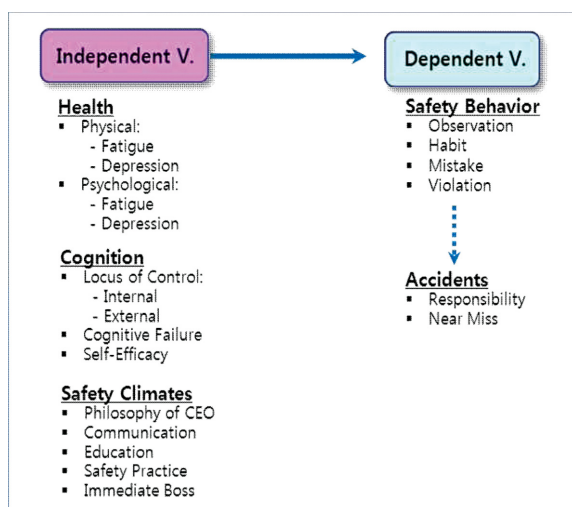 Independent V.
Health
▪ Physical:
- Fatigue
- Depression
▪ Psychological:
- Fatigue
- Depression
Cognition
▪ Locus of Control:
- Internal
- External
▪ Cognitive Failure
▪ Self-Efficacy
Safety Climates
▪ Philosophy of CEO
▪ Communication
▪ Education
▪ Safety Practice
▪ Immediate Boss
Dependent V.
Safety Behavior
▪ Observation
▪ Habit
▪ Mistake
▪ Violation
Accidents
▪ Responsibility
▪ Near Miss